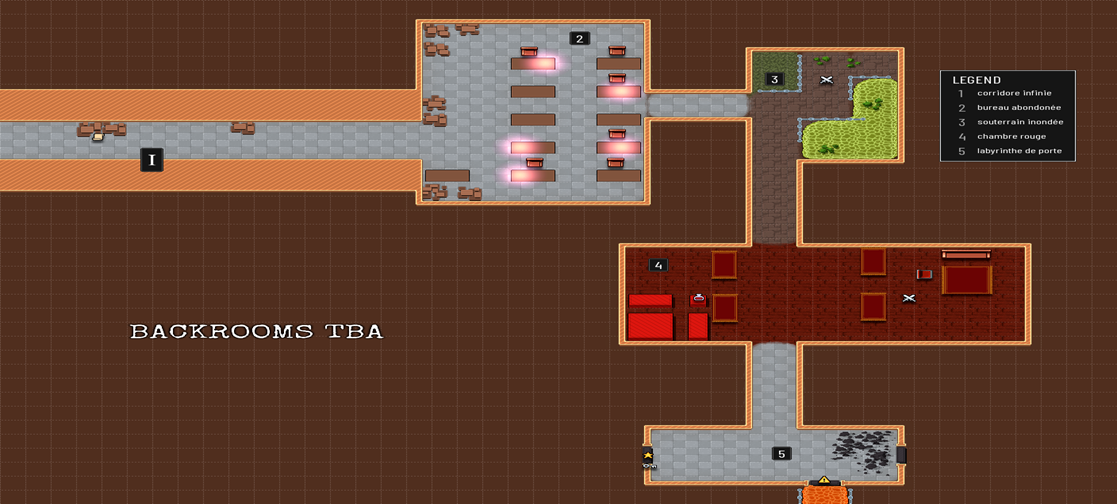 2
3
LEGEND
1 corridore infinie
2 bureau abondonée
3 souterrain inondée
4 chambre rouge
5 labyrinthe de porte
I
4
BACKROOMS TBA
5